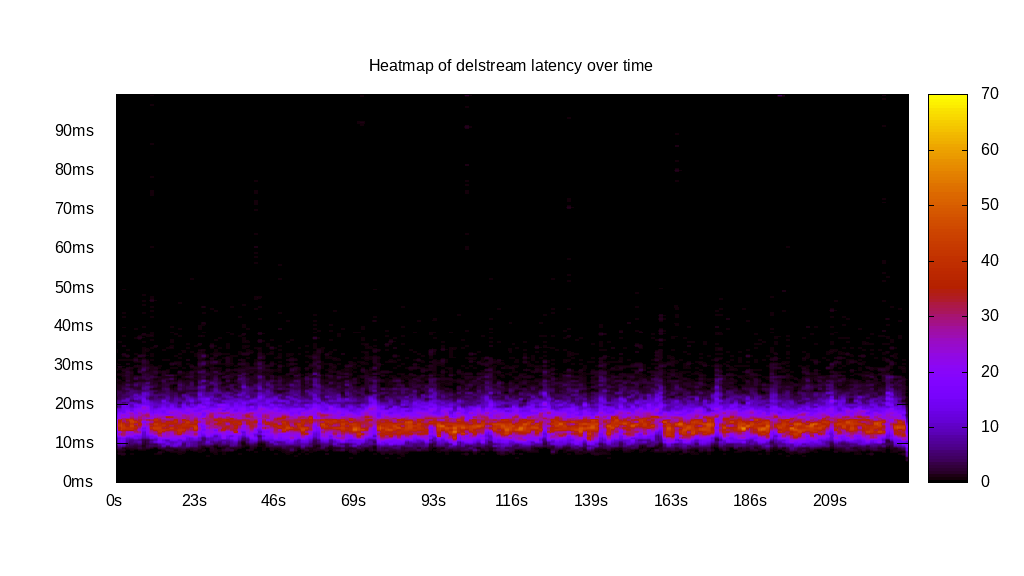 Heatmap of delstream latency over time
90ms
80ms
70ms
60ms
50ms
40ms
30ms
20ms
10ms
0ms
0s 23s 46s 69s 93s 116s 139s 163s 186s 209s
70
60
50
40
30
20
10
0